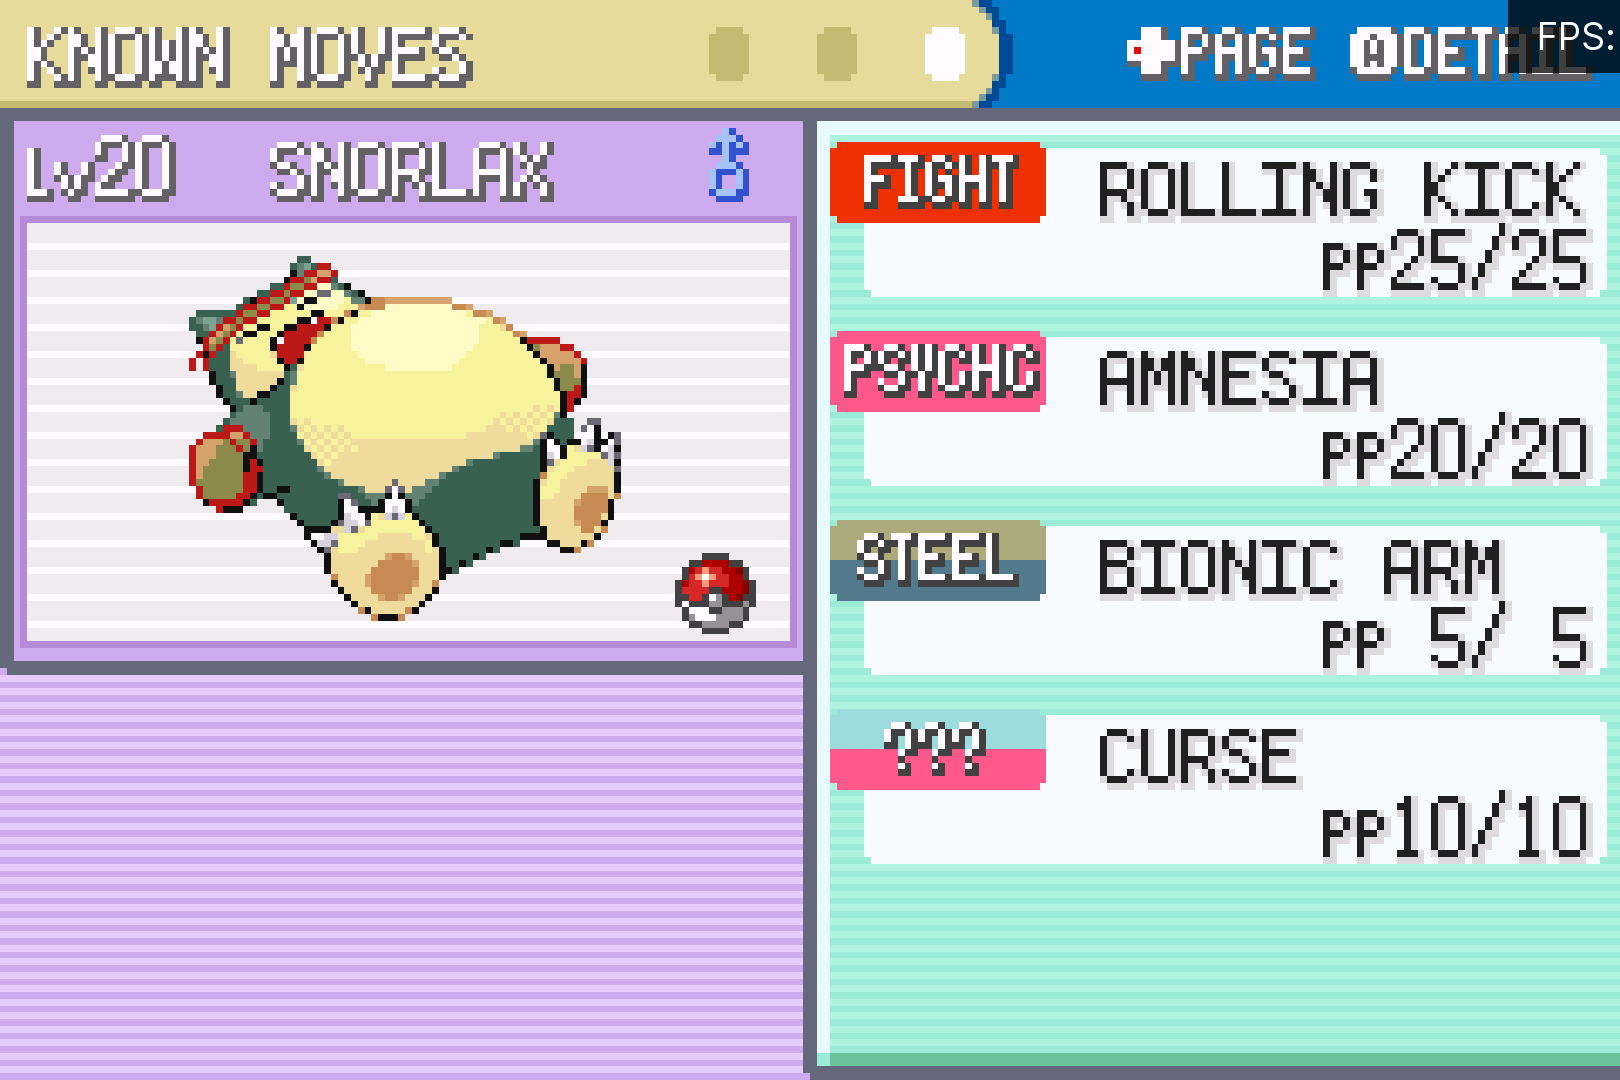 KNOWN MOVES
PAGE A DETAIL
FPS:
Lv20 SNORLAX ♂
FIGHT ROLLING KICK
PP25/25
PSYCHC AMNESIA
PP20/20
STEEL BIONIC ARM
PP 5/ 5
??? CURSE
PP10/10